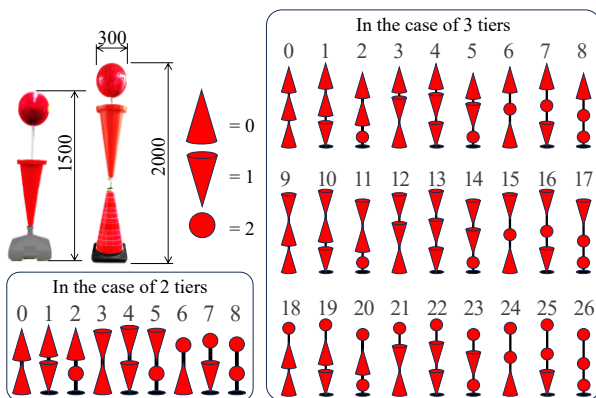 300
1500
2000
= 0
= 1
= 2
In the case of 2 tiers
0 1 2 3 4 5 6 7 8
In the case of 3 tiers
0 1 2 3 4 5 6 7 8
9 10 11 12 13 14 15 16 17
18 19 20 21 22 23 24 25 26